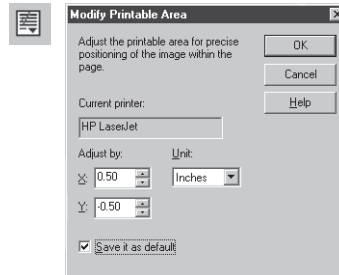 Modify Printable Area
Adjust the printable area for precise
positioning of the image within the
page.
OK
Cancel
Help
Current printer:
HP LaserJet
Adjust by:
Unit:
X: 0.50
Inches
Y: -0.50
Save it as default